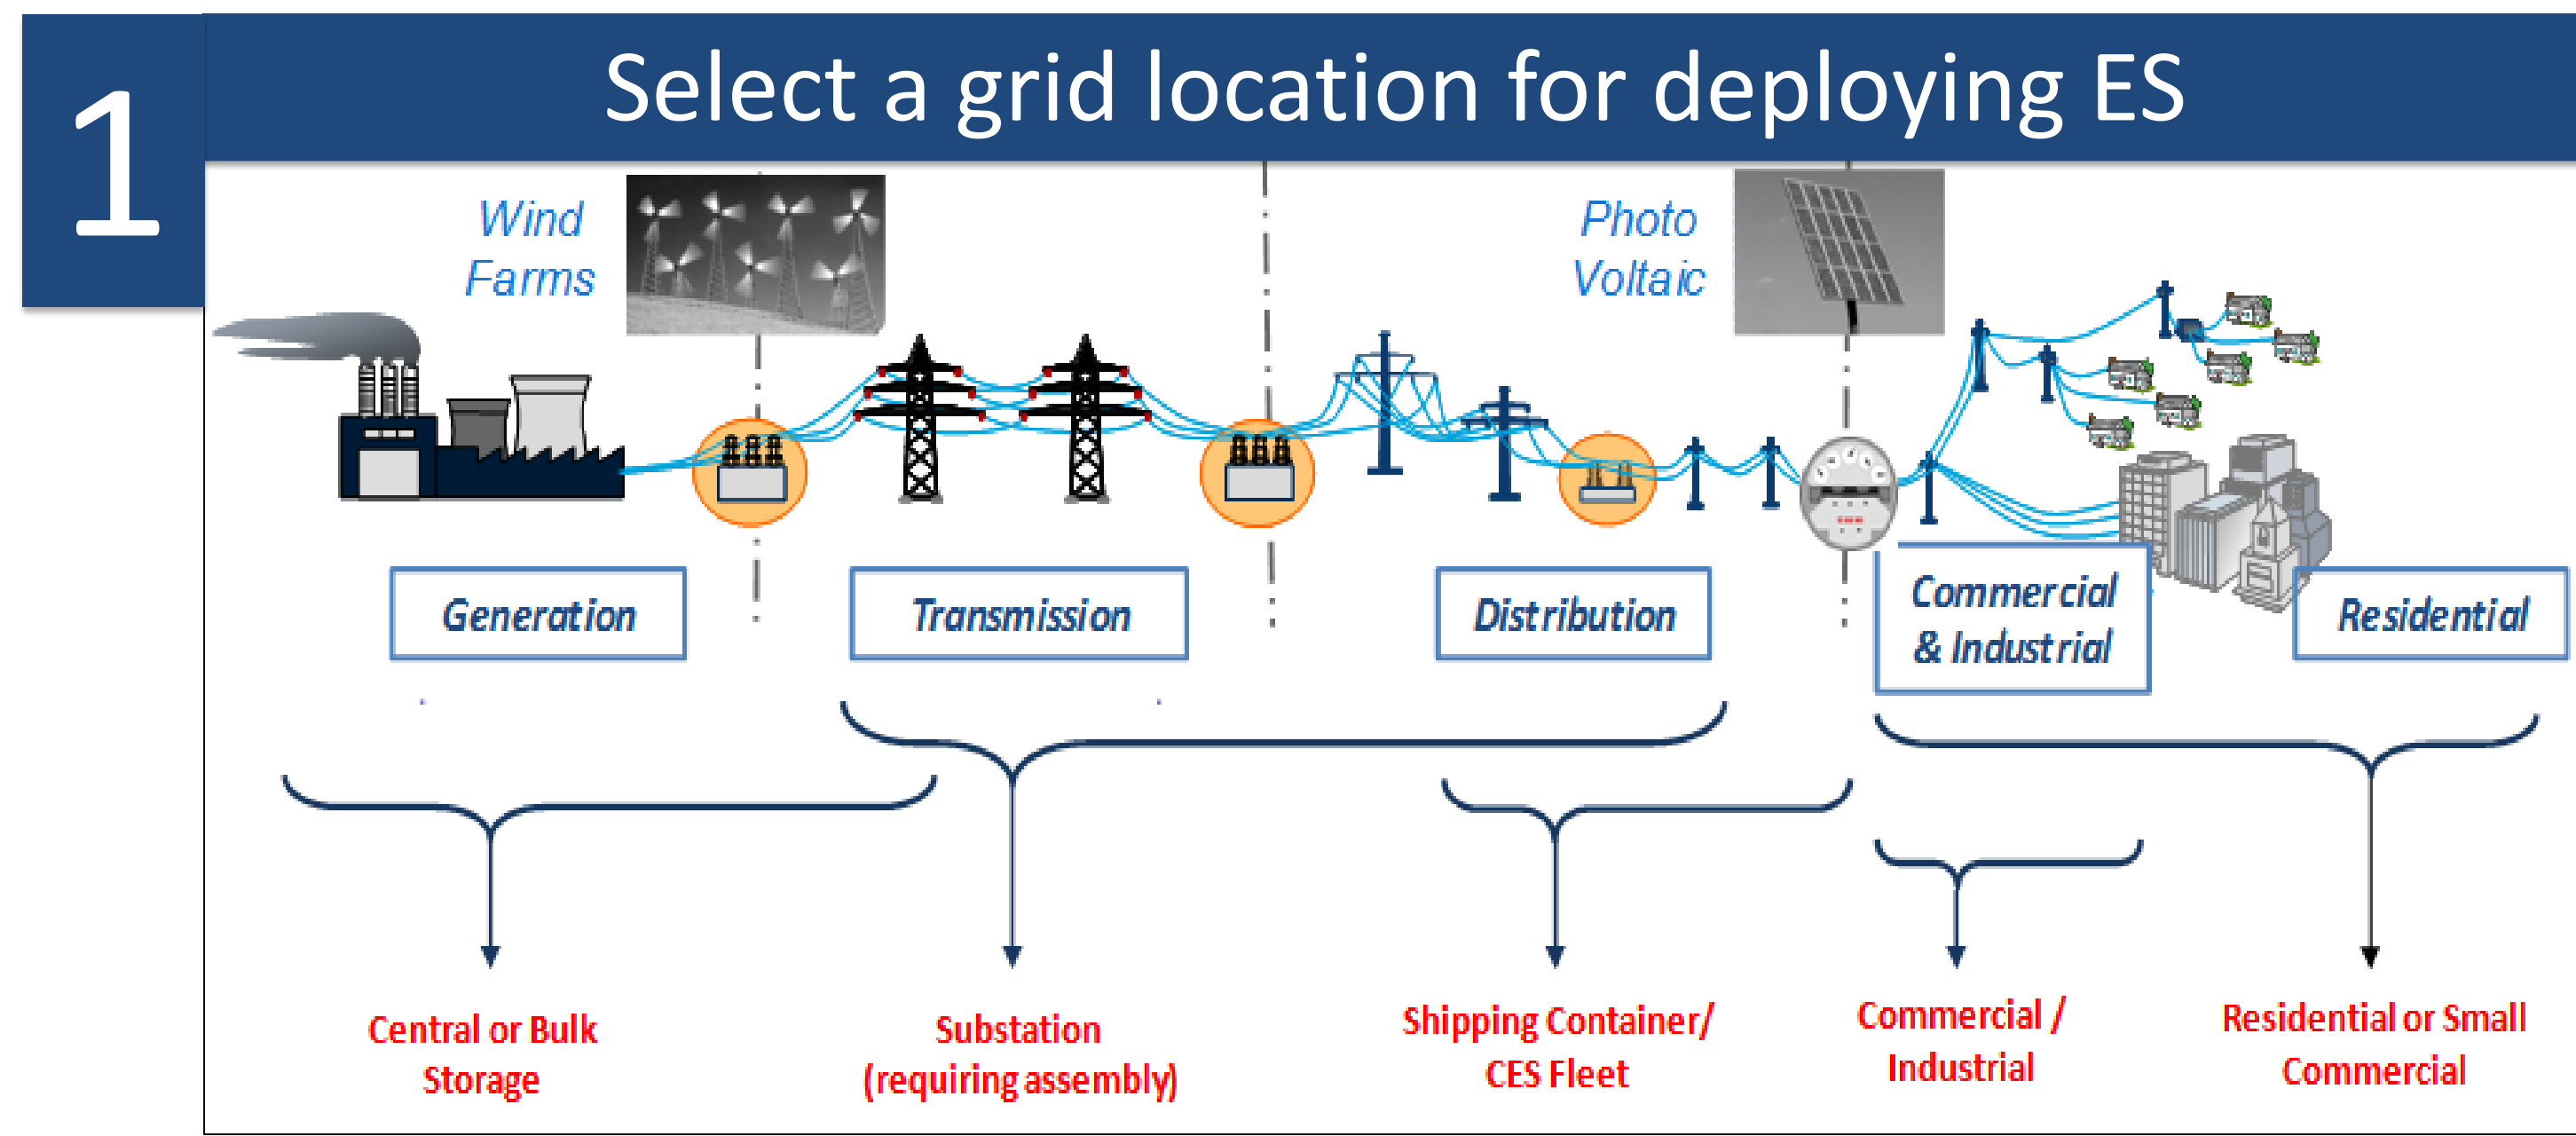 1
Select a grid location for deploying ES
Wind
Farms
Photo
Voltaic
Generation
Transmission
Distribution
Commercial
& Industrial
Residential
Central or Bulk
Storage
Substation
(requiring assembly)
Shipping Container/
CES Fleet
Commercial /
Industrial
Residential or Small
Commercial